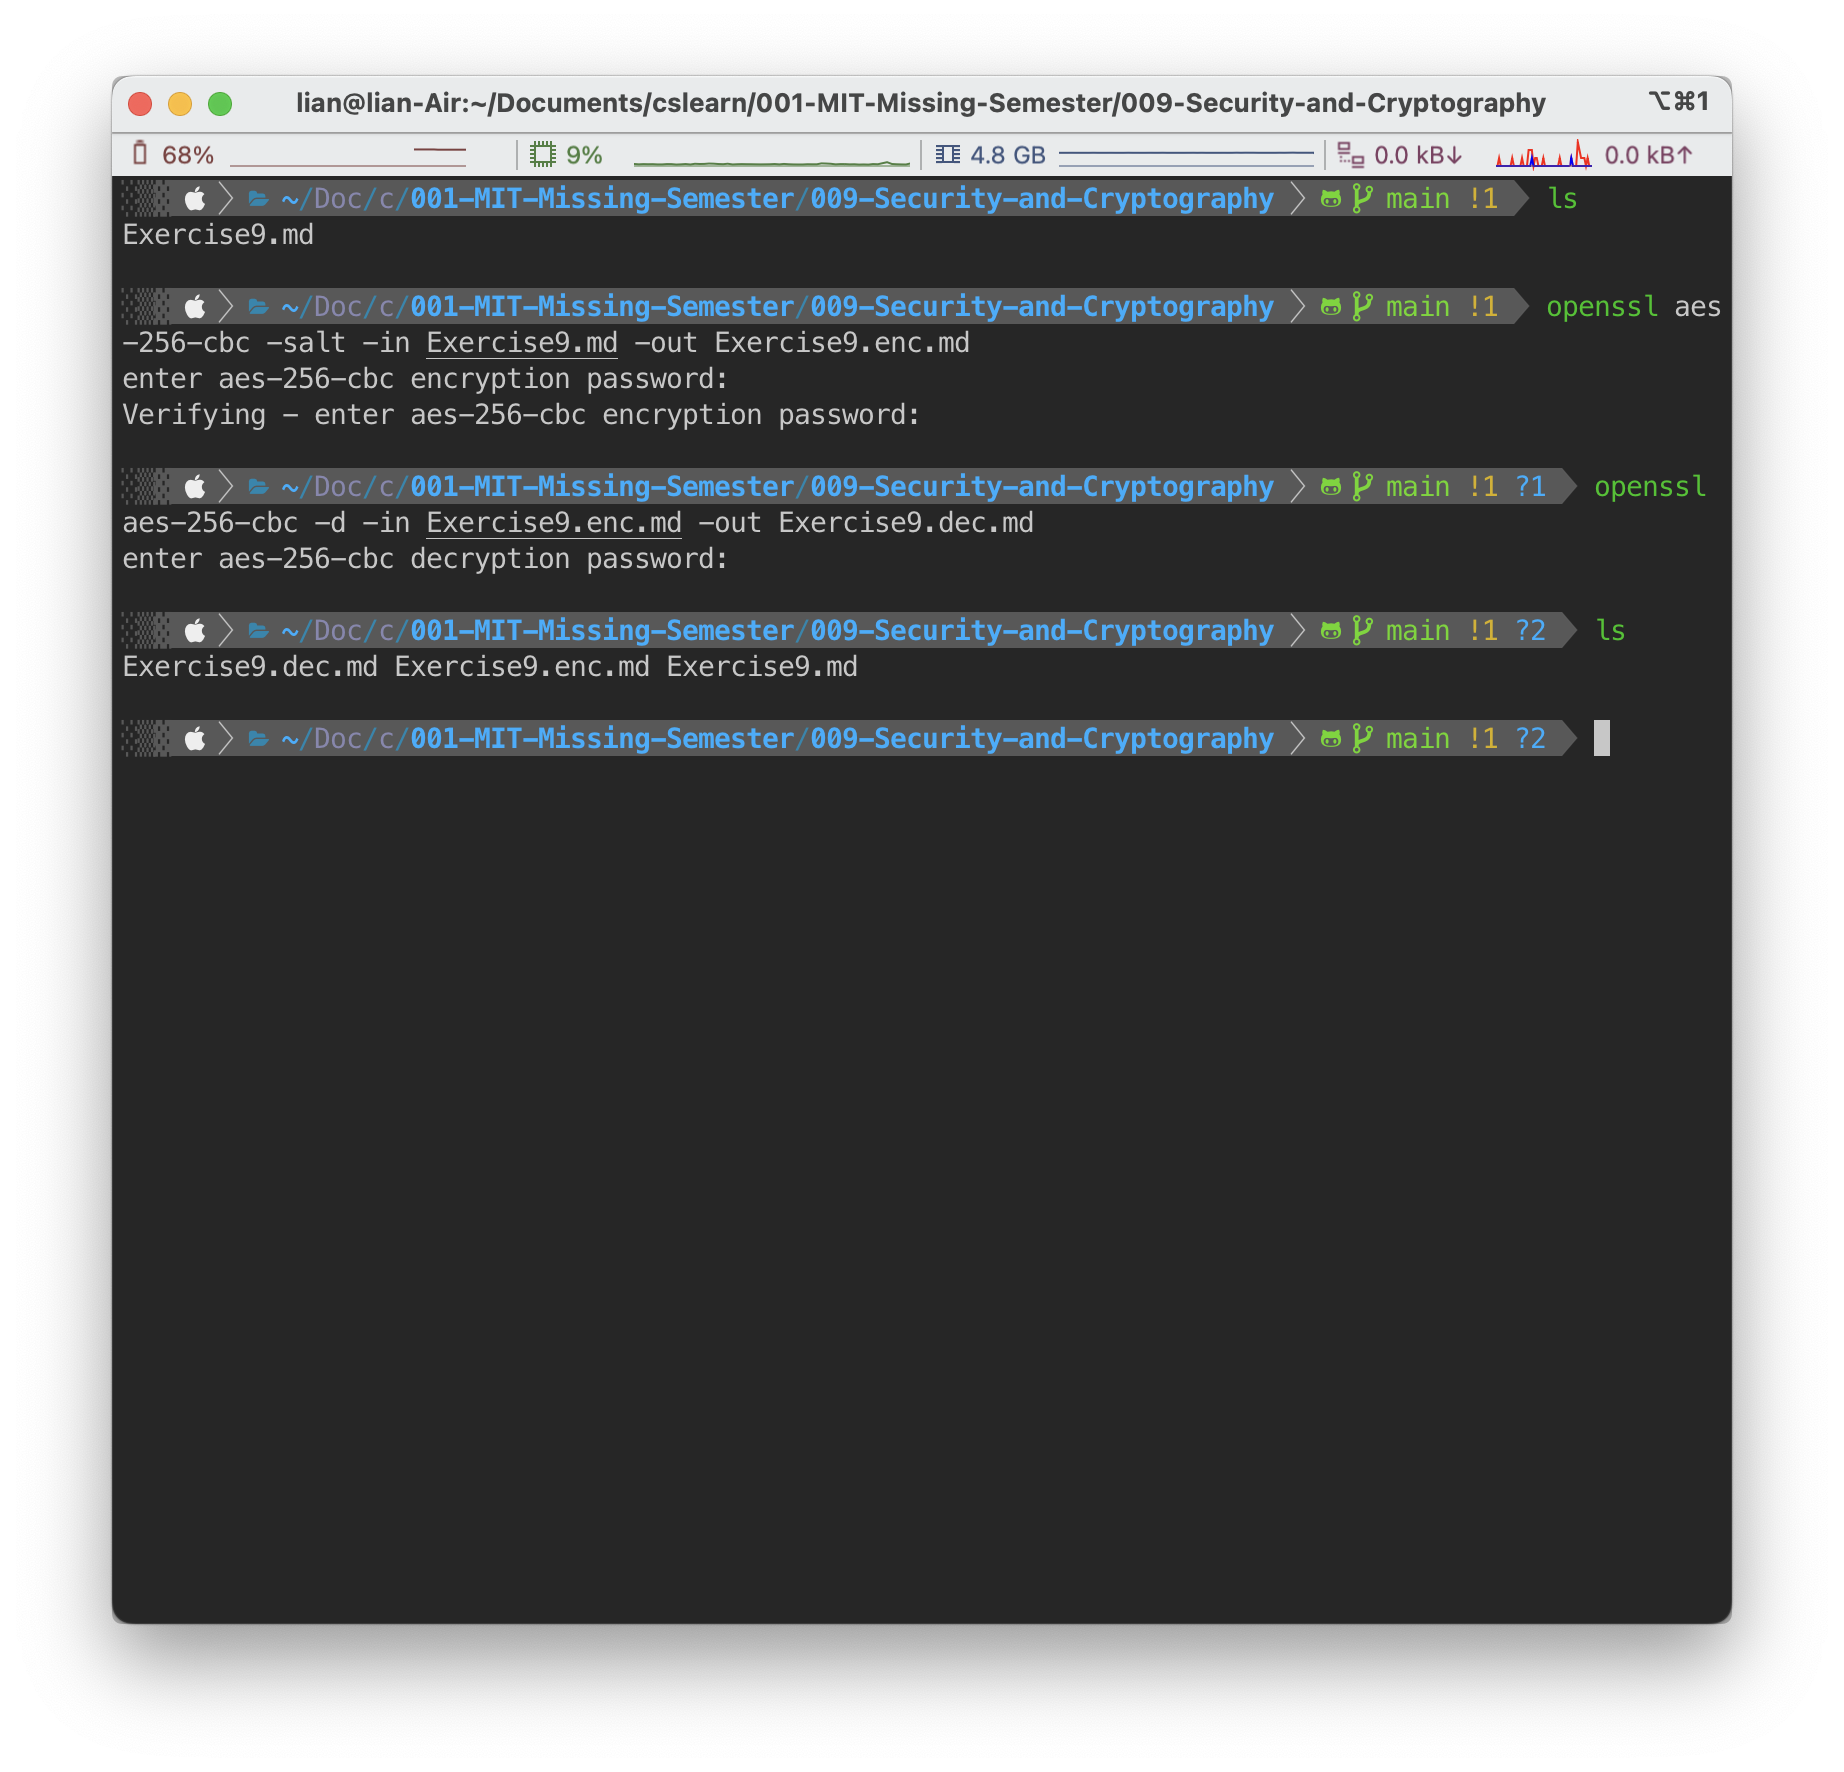 lian@lian-Air:~/Documents/cslearn/001-MIT-Missing-Semester/009-Security-and-Cryptography ⌥⌘1
68% 9% 4.8 GB 0.0 kB↓ 0.0 kB↑
~/Doc/c/001-MIT-Missing-Semester/009-Security-and-Cryptography main !1 ls
Exercise9.md
~/Doc/c/001-MIT-Missing-Semester/009-Security-and-Cryptography main !1 openssl aes
-256-cbc -salt -in Exercise9.md -out Exercise9.enc.md
enter aes-256-cbc encryption password:
Verifying - enter aes-256-cbc encryption password:
~/Doc/c/001-MIT-Missing-Semester/009-Security-and-Cryptography main !1 ?1 openssl
aes-256-cbc -d -in Exercise9.enc.md -out Exercise9.dec.md
enter aes-256-cbc decryption password:
~/Doc/c/001-MIT-Missing-Semester/009-Security-and-Cryptography main !1 ?2 ls
Exercise9.dec.md Exercise9.enc.md Exercise9.md
~/Doc/c/001-MIT-Missing-Semester/009-Security-and-Cryptography main !1 ?2